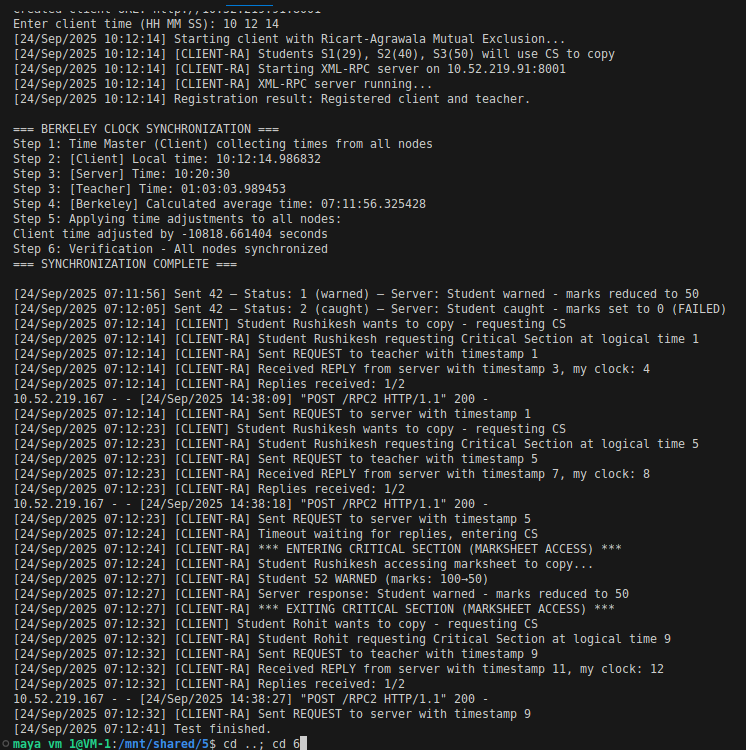 Enter client time (HH MM SS): 10 12 14
[24/Sep/2025 10:12:14] Starting client with Ricart-Agrawala Mutual Exclusion...
[24/Sep/2025 10:12:14] [CLIENT-RA] Students S1(29), S2(40), S3(50) will use CS to copy
[24/Sep/2025 10:12:14] [CLIENT-RA] Starting XML-RPC server on 10.52.219.91:8001
[24/Sep/2025 10:12:14] [CLIENT-RA] XML-RPC server running...
[24/Sep/2025 10:12:14] Registration result: Registered client and teacher.
=== BERKELEY CLOCK SYNCHRONIZATION ===
Step 1: Time Master (Client) collecting times from all nodes
Step 2: [Client] Local time: 10:12:14.986832
Step 3: [Server] Time: 10:20:30
Step 3: [Teacher] Time: 01:03:03.989453
Step 4: [Berkeley] Calculated average time: 07:11:56.325428
Step 5: Applying time adjustments to all nodes:
Client time adjusted by -10818.661404 seconds
Step 6: Verification - All nodes synchronized
=== SYNCHRONIZATION COMPLETE ===
[24/Sep/2025 07:11:56] Sent 42 — Status: 1 (warned) — Server: Student warned - marks reduced to 50
[24/Sep/2025 07:12:05] Sent 42 — Status: 2 (caught) — Server: Student caught - marks set to 0 (FAILED)
[24/Sep/2025 07:12:14] [CLIENT] Student Rushikesh wants to copy - requesting CS
[24/Sep/2025 07:12:14] [CLIENT-RA] Student Rushikesh requesting Critical Section at logical time 1
[24/Sep/2025 07:12:14] [CLIENT-RA] Sent REQUEST to teacher with timestamp 1
[24/Sep/2025 07:12:14] [CLIENT-RA] Received REPLY from server with timestamp 3, my clock: 4
[24/Sep/2025 07:12:14] [CLIENT-RA] Replies received: 1/2
10.52.219.167 - - [24/Sep/2025 14:38:09] "POST /RPC2 HTTP/1.1" 200 -
[24/Sep/2025 07:12:14] [CLIENT-RA] Sent REQUEST to server with timestamp 1
[24/Sep/2025 07:12:23] [CLIENT] Student Rushikesh wants to copy - requesting CS
[24/Sep/2025 07:12:23] [CLIENT-RA] Student Rushikesh requesting Critical Section at logical time 5
[24/Sep/2025 07:12:23] [CLIENT-RA] Sent REQUEST to teacher with timestamp 5
[24/Sep/2025 07:12:23] [CLIENT-RA] Received REPLY from server with timestamp 7, my clock: 8
[24/Sep/2025 07:12:23] [CLIENT-RA] Replies received: 1/2
10.52.219.167 - - [24/Sep/2025 14:38:18] "POST /RPC2 HTTP/1.1" 200 -
[24/Sep/2025 07:12:23] [CLIENT-RA] Sent REQUEST to server with timestamp 5
[24/Sep/2025 07:12:24] [CLIENT-RA] Timeout waiting for replies, entering CS
[24/Sep/2025 07:12:24] [CLIENT-RA] *** ENTERING CRITICAL SECTION (MARKSHEET ACCESS) ***
[24/Sep/2025 07:12:24] [CLIENT-RA] Student Rushikesh accessing marksheet to copy...
[24/Sep/2025 07:12:27] [CLIENT-RA] Student 52 WARNED (marks: 100→50)
[24/Sep/2025 07:12:27] [CLIENT-RA] Server response: Student warned - marks reduced to 50
[24/Sep/2025 07:12:27] [CLIENT-RA] *** EXITING CRITICAL SECTION (MARKSHEET ACCESS) ***
[24/Sep/2025 07:12:32] [CLIENT] Student Rohit wants to copy - requesting CS
[24/Sep/2025 07:12:32] [CLIENT-RA] Student Rohit requesting Critical Section at logical time 9
[24/Sep/2025 07:12:32] [CLIENT-RA] Sent REQUEST to teacher with timestamp 9
[24/Sep/2025 07:12:32] [CLIENT-RA] Received REPLY from server with timestamp 11, my clock: 12
[24/Sep/2025 07:12:32] [CLIENT-RA] Replies received: 1/2
10.52.219.167 - - [24/Sep/2025 14:38:27] "POST /RPC2 HTTP/1.1" 200 -
[24/Sep/2025 07:12:32] [CLIENT-RA] Sent REQUEST to server with timestamp 9
[24/Sep/2025 07:12:41] Test finished.
maya_vm_1@VM-1:/mnt/shared/5$ cd ..; cd 6